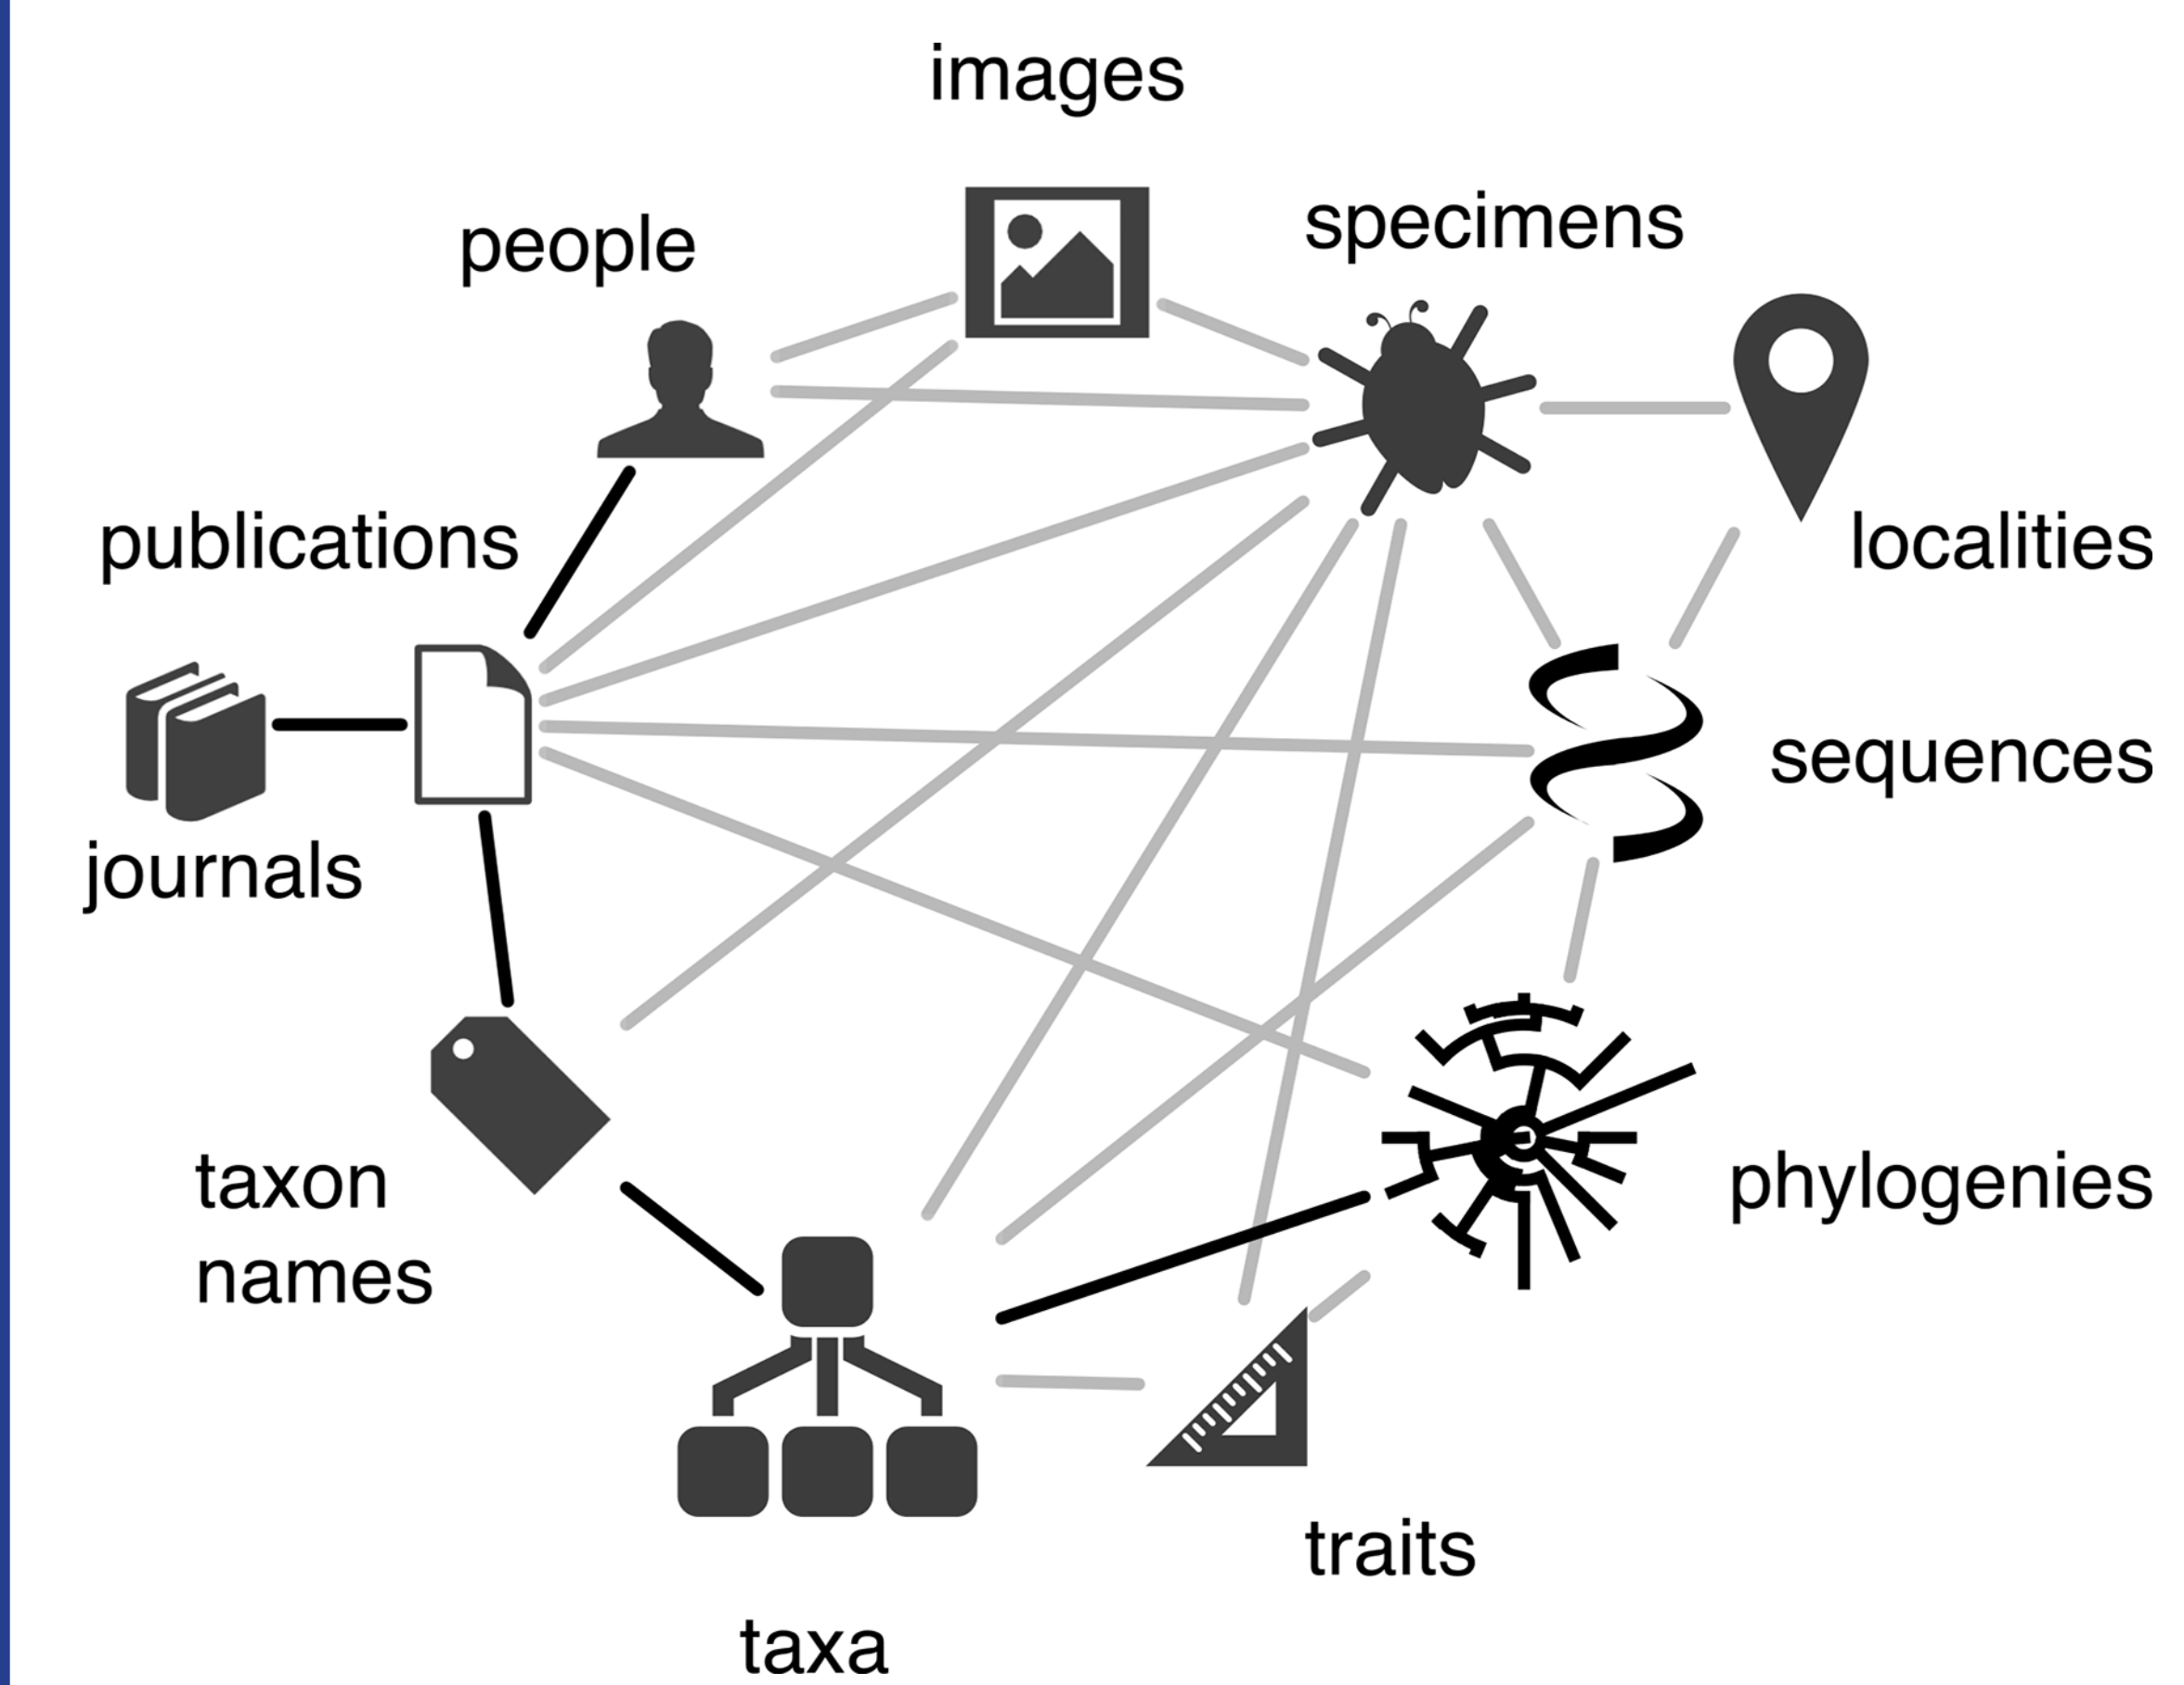 images
people
specimens
publications
localities
sequences
journals
taxon
names
phylogenies
traits
taxa